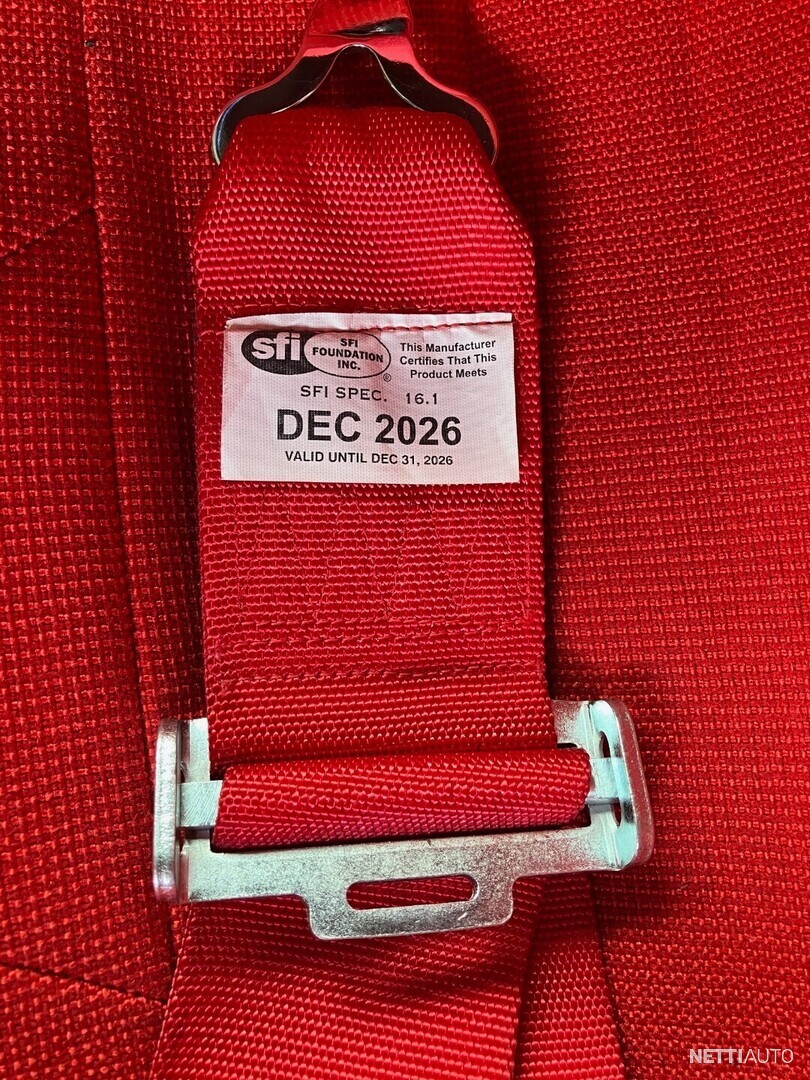 sfi
SFI
FOUNDATION
INC.
®
This Manufacturer
Certifies That This
Product Meets
SFI SPEC. 16.1
DEC 2026
VALID UNTIL DEC 31, 2026
NETTIAUTO